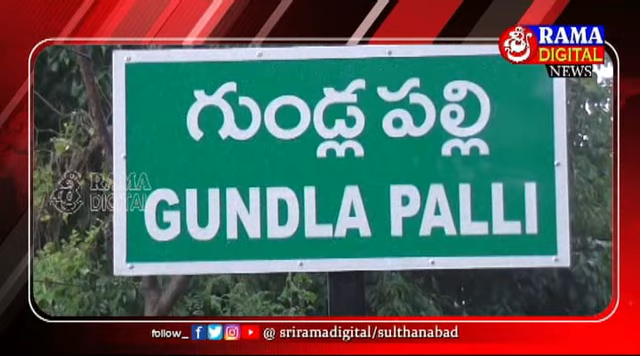 RAMA
DIGITAL
NEWS
గుండ్ల పల్లి
RAMA
DIGITAL
GUNDLA PALLI
follow_ @ sriramadigital/sulthanabad